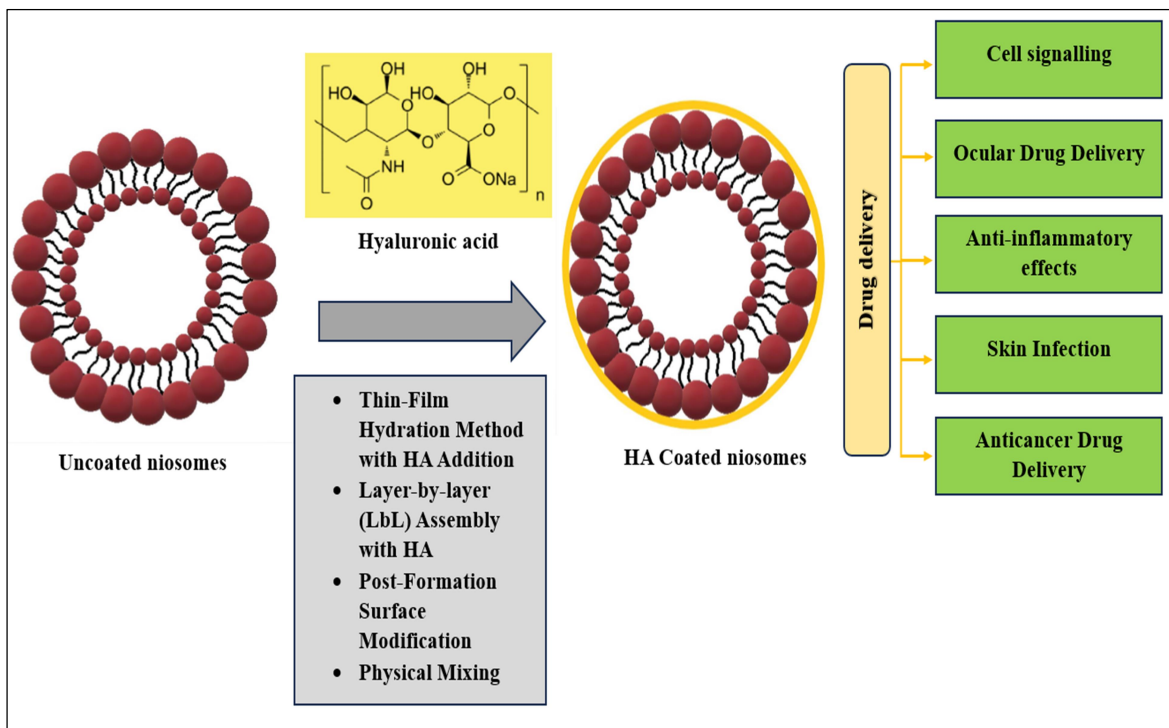 OH
OH
HO
HO
O
O
O
O
NH
O
O
ONa
n
Hyaluronic acid
Uncoated niosomes
• Thin-Film
Hydration Method
with HA Addition
• Layer-by-layer
(LbL) Assembly
with HA
• Post-Formation
Surface
Modification
• Physical Mixing
HA Coated niosomes
Drug delivery
Cell signalling
Ocular Drug Delivery
Anti-inflammatory
effects
Skin Infection
Anticancer Drug
Delivery